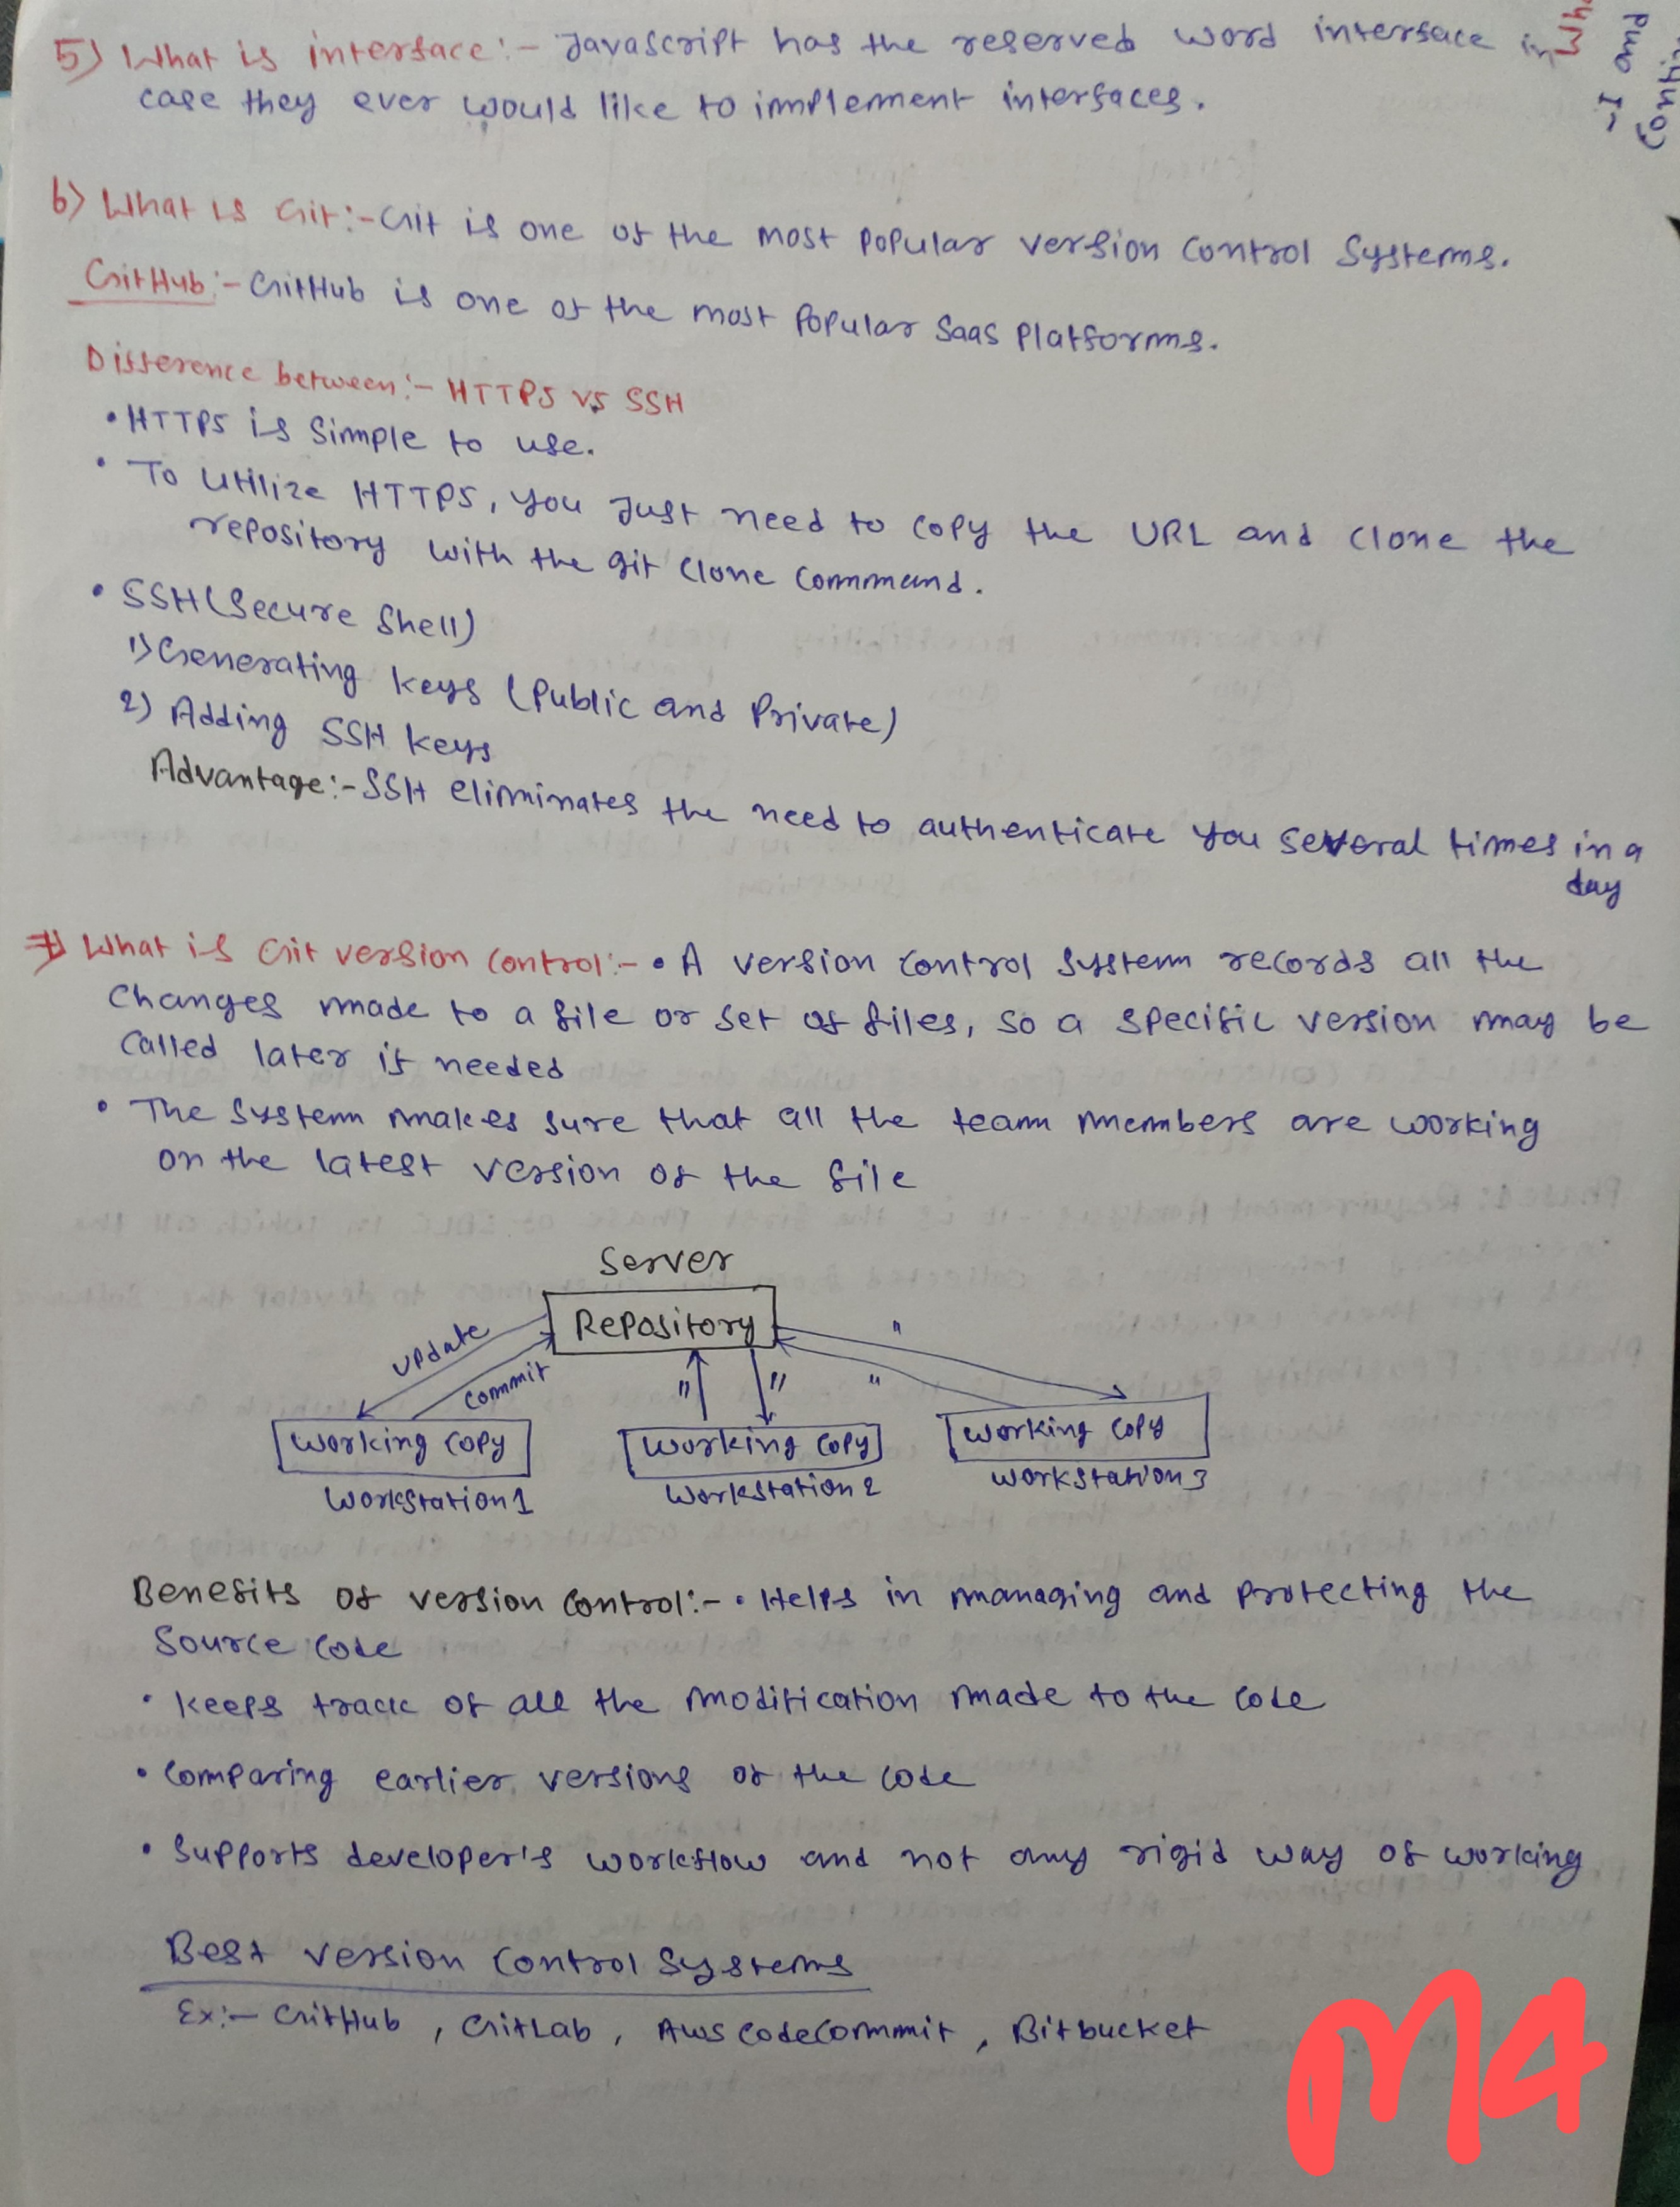 5) What is interface:- Javascript has the reserved word interface in
case they ever would like to implement interfaces.
6) What is Git:- Git is one of the most popular version control systems.
GitHub:- GitHub is one of the most popular SaaS platforms.
Difference between:- HTTPS vs SSH
• HTTPS is simple to use.
• To utilize HTTPS, you just need to copy the URL and clone the
repository with the git clone command.
• SSH (Secure Shell)
1) Generating keys (Public and Private)
2) Adding SSH keys
Advantage:- SSH eliminates the need to authenticate you several times in a
day
7) What is Git version control:- • A version control system records all the
changes made to a file or set of files, so a specific version may be
called later if needed
• The system makes sure that all the team members are working
on the latest version of the file
Server
Repository
update
commit
" " " "
Working copy
Working copy
Working copy
Workstation 1
Workstation 2
Workstation 3
Benefits of version control:- • Helps in managing and protecting the
source code
• keeps track of all the modification made to the code
• Comparing earlier versions of the code
• Supports developer's workflow and not any rigid way of working
Best version control systems
Ex:- GitHub, GitLab, AWS CodeCommit, Bitbucket
M4
- I and